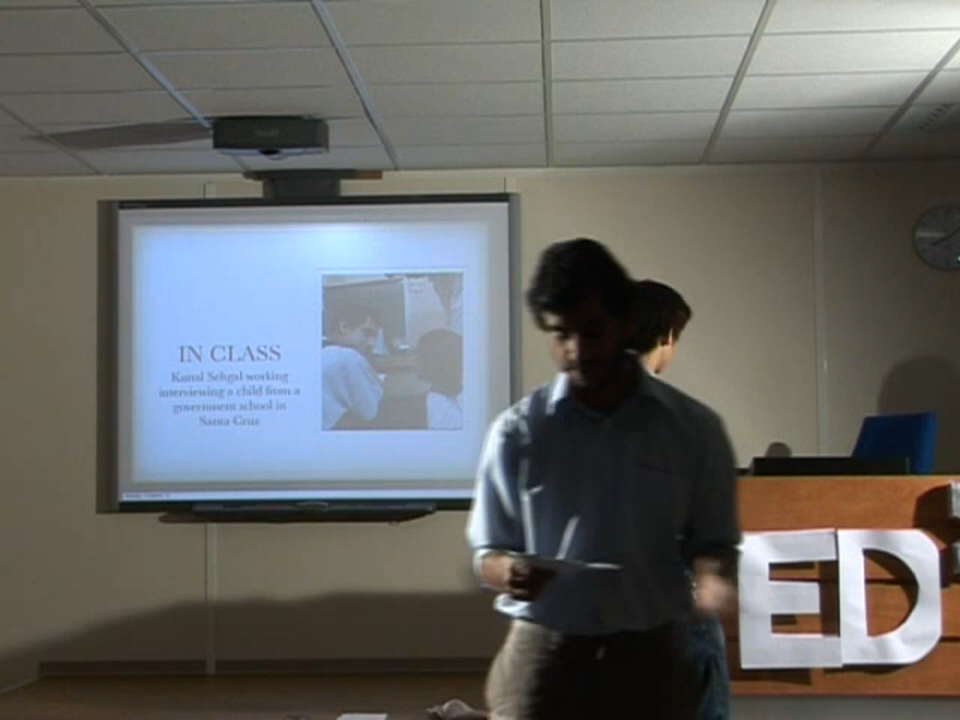 IN CLASS
Kunal Sehgal working
interviewing a child from a
government school in
Santa Cruz
ED